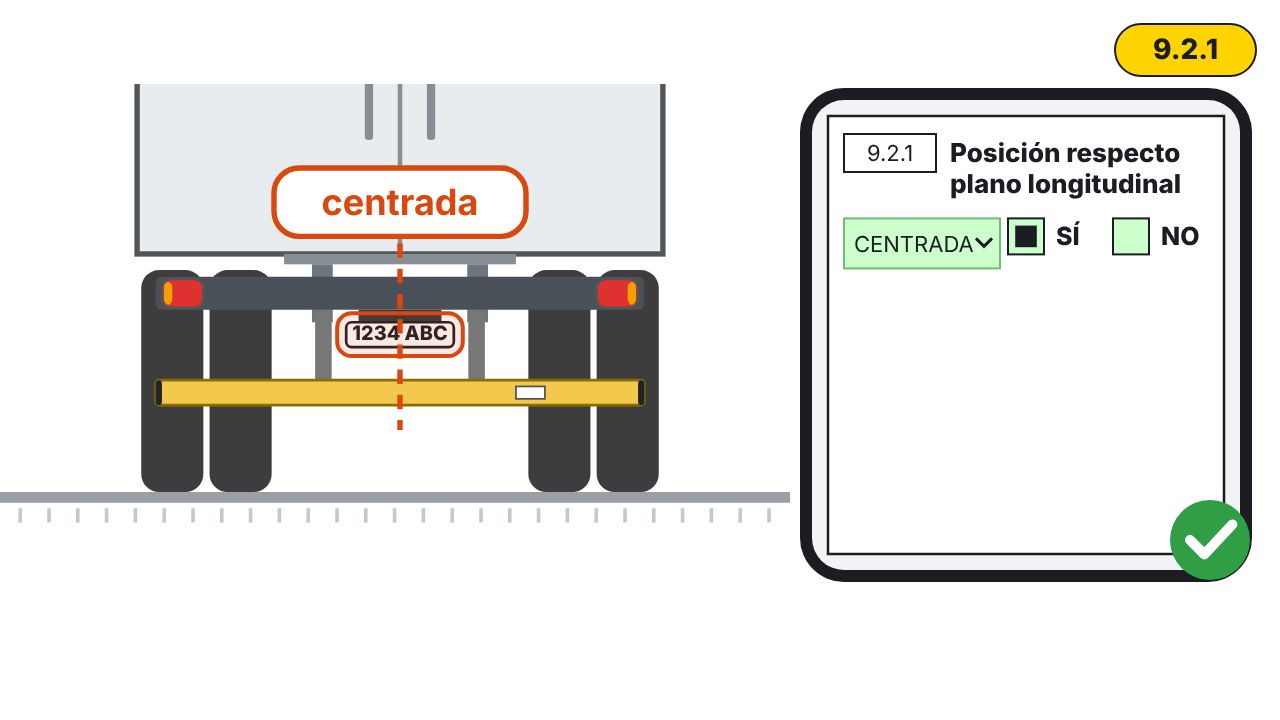 9.2.1
centrada
1234 ABC
9.2.1
Posición respecto
plano longitudinal
CENTRADA
SÍ
NO